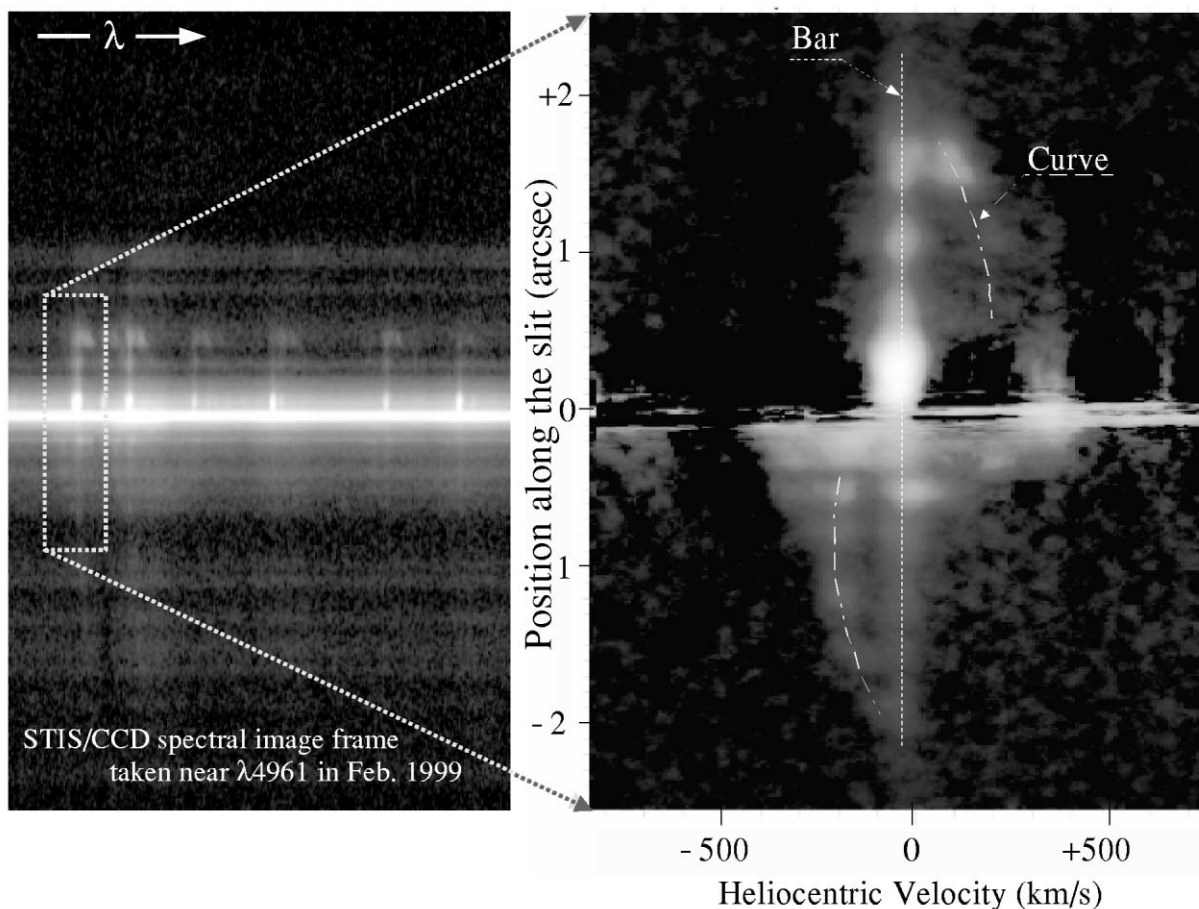 λ
STIS/CCD spectral image frame
taken near λ4961 in Feb. 1999
Bar
Curve
+2
1
0
1
- 2
Position along the slit (arcsec)
- 500
0
+500
Heliocentric Velocity (km/s)